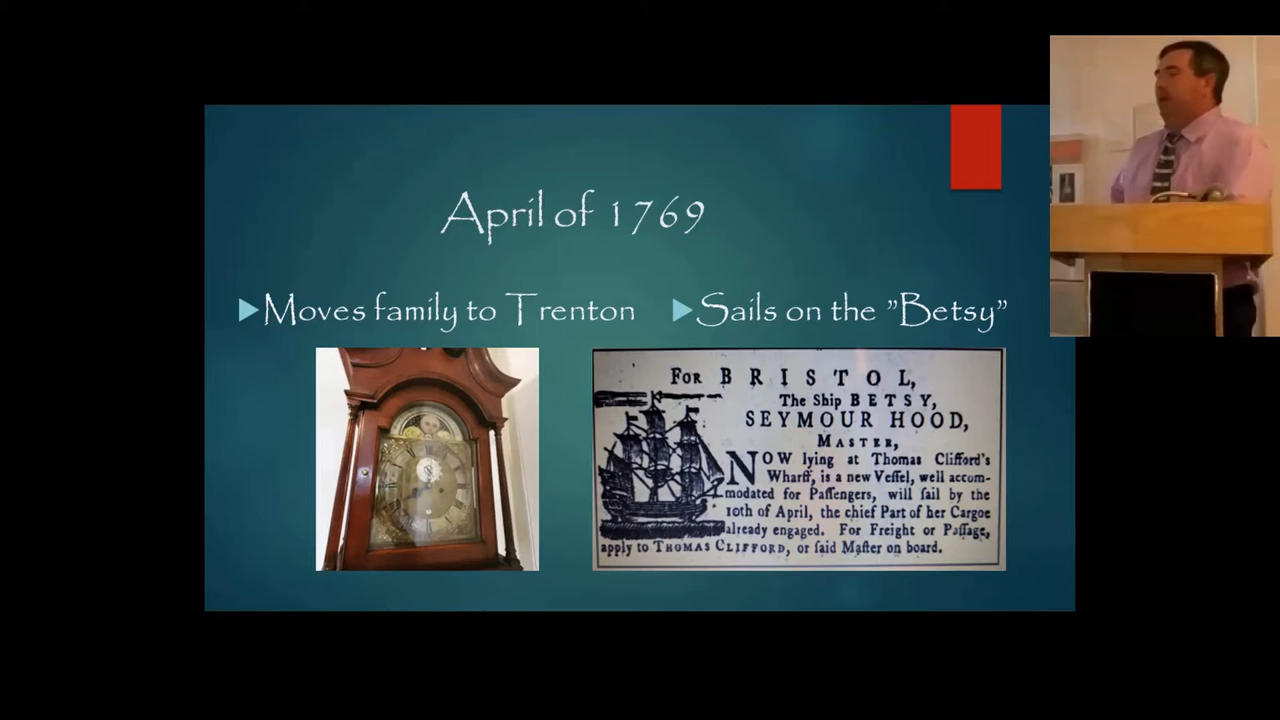 April of 1769
Moves family to Trenton
Sails on the ”Betsy”
For BRISTOL,
The Ship BETSY,
SEYMOUR HOOD,
MASTER,
NOW lying at Thomas Clifford's
Wharff, is a new Veſſel, well accom-
modated for Paſſengers, will ſail by the
10th of April, the chief Part of her Cargoe
already engaged. For Freight or Paſſage,
apply to THOMAS CLIFFORD, or ſaid Maſter on board.